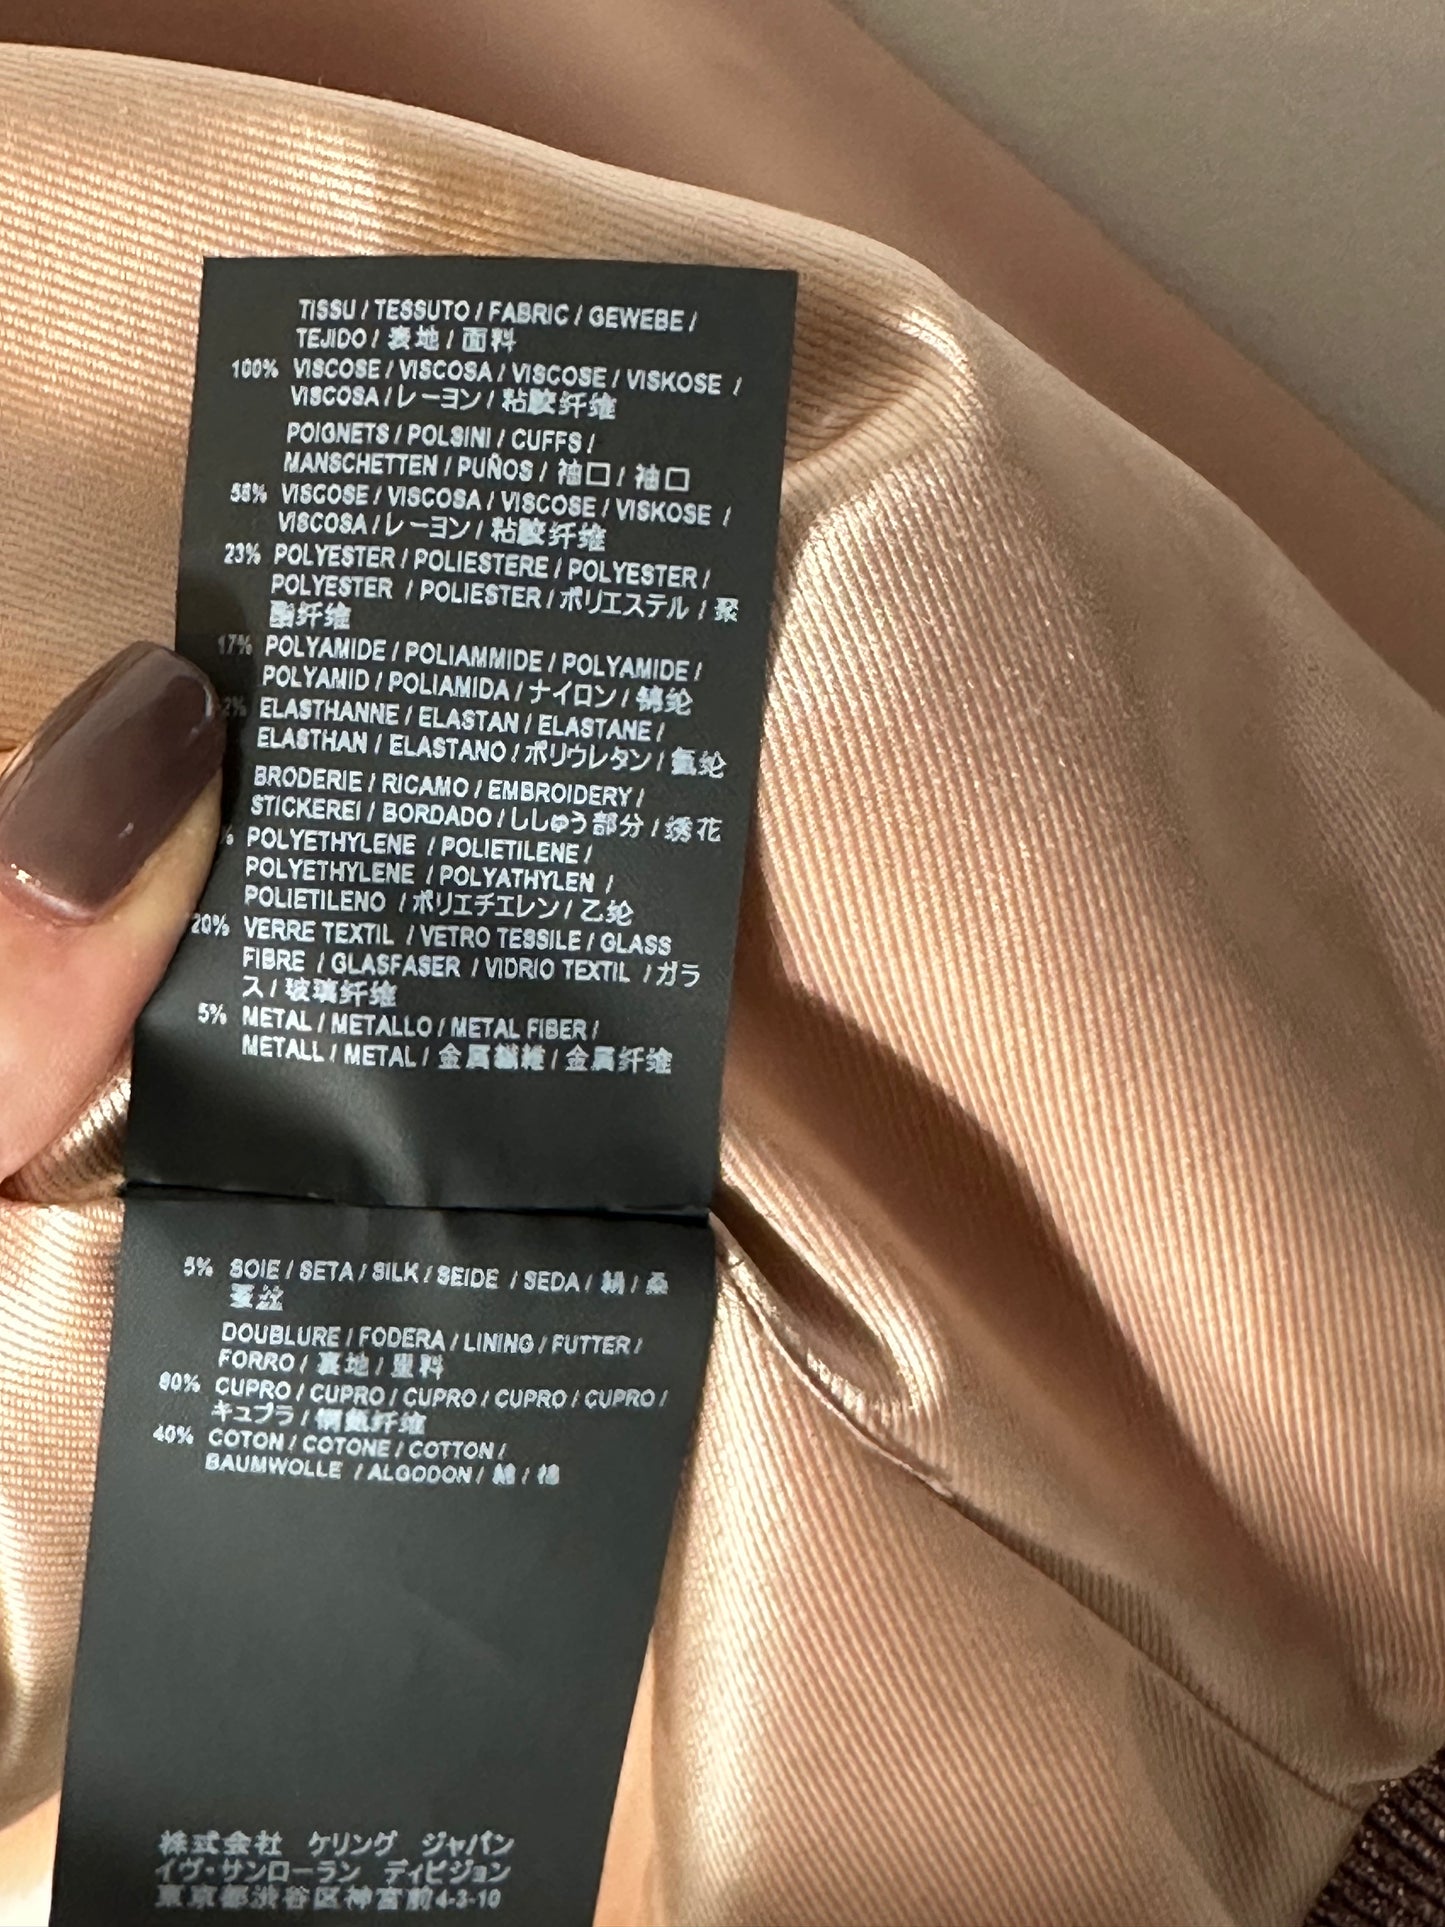 TISSU / TESSUTO / FABRIC / GEWEBE /
TEJIDO / 表地 / 面料
100% VISCOSE / VISCOSA / VISCOSE / VISKOSE /
VISCOSA / レーヨン / 粘胶纤维
POIGNETS / POLSINI / CUFFS /
MANSCHETTEN / PUÑOS / 袖口 / 袖口
58% VISCOSE / VISCOSA / VISCOSE / VISKOSE /
VISCOSA / レーヨン / 粘胶纤维
23% POLYESTER / POLIESTERE / POLYESTER /
POLYESTER / POLIESTER / ポリエステル / 聚
酯纤维
17% POLYAMIDE / POLIAMMIDE / POLYAMIDE /
POLYAMID / POLIAMIDA / ナイロン / 锦纶
2% ELASTHANNE / ELASTAN / ELASTANE /
ELASTHAN / ELASTANO / ポリウレタン / 氨纶
BRODERIE / RICAMO / EMBROIDERY /
STICKEREI / BORDADO / ししゅう部分 / 绣花
% POLYETHYLENE / POLIETILENE /
POLYETHYLENE / POLYATHYLEN /
POLIETILENO / ポリエチエレン / 乙纶
20% VERRE TEXTIL / VETRO TESSILE / GLASS
FIBRE / GLASFASER / VIDRIO TEXTIL / ガラ
ス / 玻璃纤维
5% METAL / METALLO / METAL FIBER /
METALL / METAL / 金属繊維 / 金属纤维
5% SOIE / SETA / SILK / SEIDE / SEDA / 絹 / 桑
蚕丝
DOUBLURE / FODERA / LINING / FUTTER /
FORRO / 裏地 / 里料
60% CUPRO / CUPRO / CUPRO / CUPRO / CUPRO /
キュプラ / 铜氨纤维
40% COTON / COTONE / COTTON /
BAUMWOLLE / ALGODON / 綿 / 棉
株式会社 ケリング ジャパン
イヴ・サンローラン ディビジョン
東京都渋谷区神宮前4-3-10